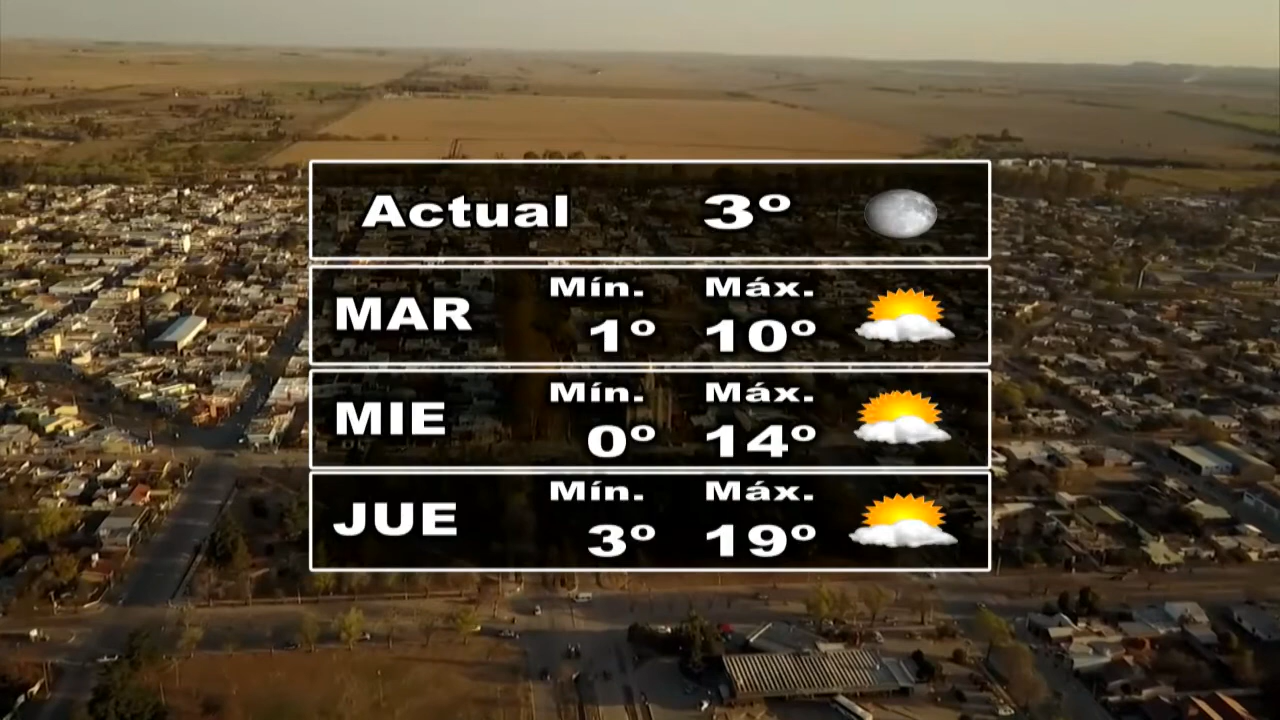 Actual 3º
Mín. Máx.
MAR 1º 10º
Mín. Máx.
MIE 0º 14º
Mín. Máx.
JUE 3º 19º